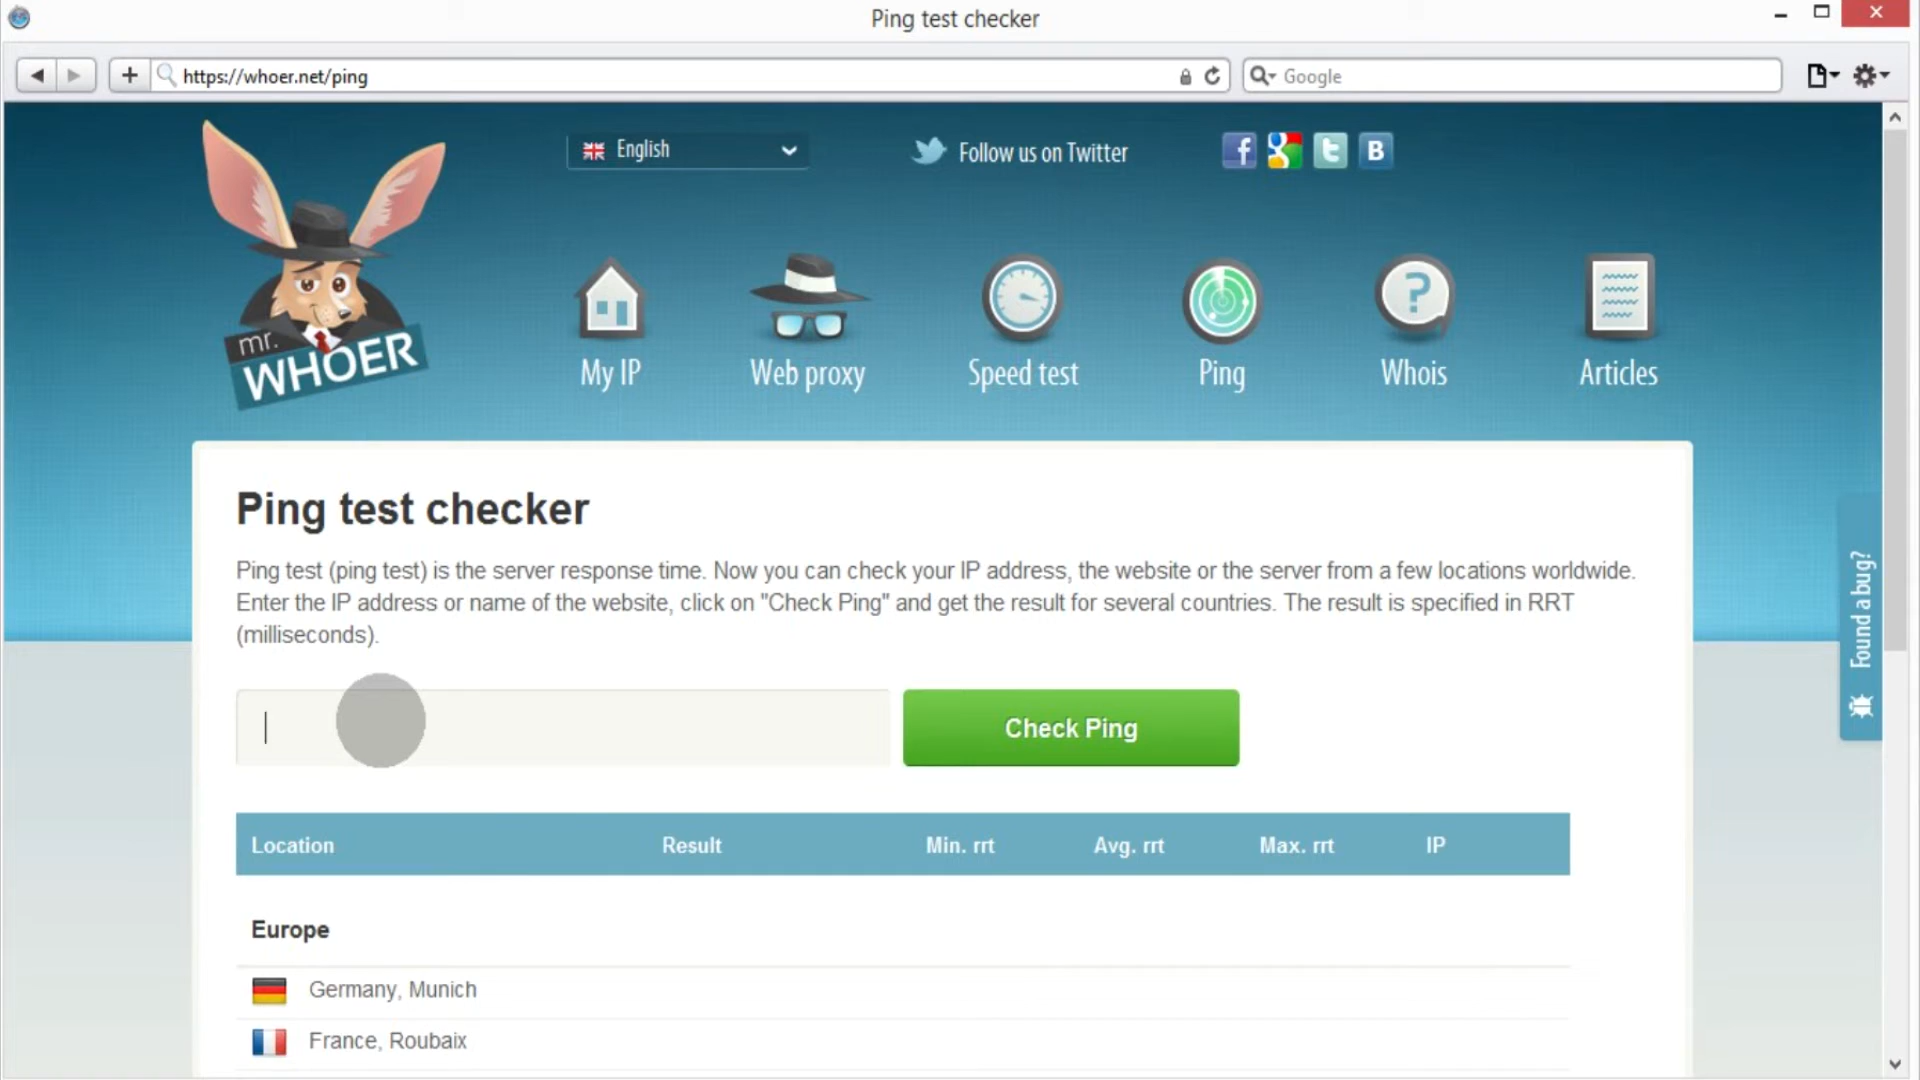 Ping test checker
https://whoer.net/ping
Google
English
Follow us on Twitter
f
g
t
B
mr.
WHOER
My IP
Web proxy
Speed test
Ping
?
Whois
Articles
Ping test checker
Ping test (ping test) is the server response time. Now you can check your IP address, the website or the server from a few locations worldwide.
Enter the IP address or name of the website, click on "Check Ping" and get the result for several countries. The result is specified in RRT
(milliseconds).
Check Ping
Found a bug?
Location Result Min. rrt Avg. rrt Max. rrt IP
Europe
Germany, Munich
France, Roubaix